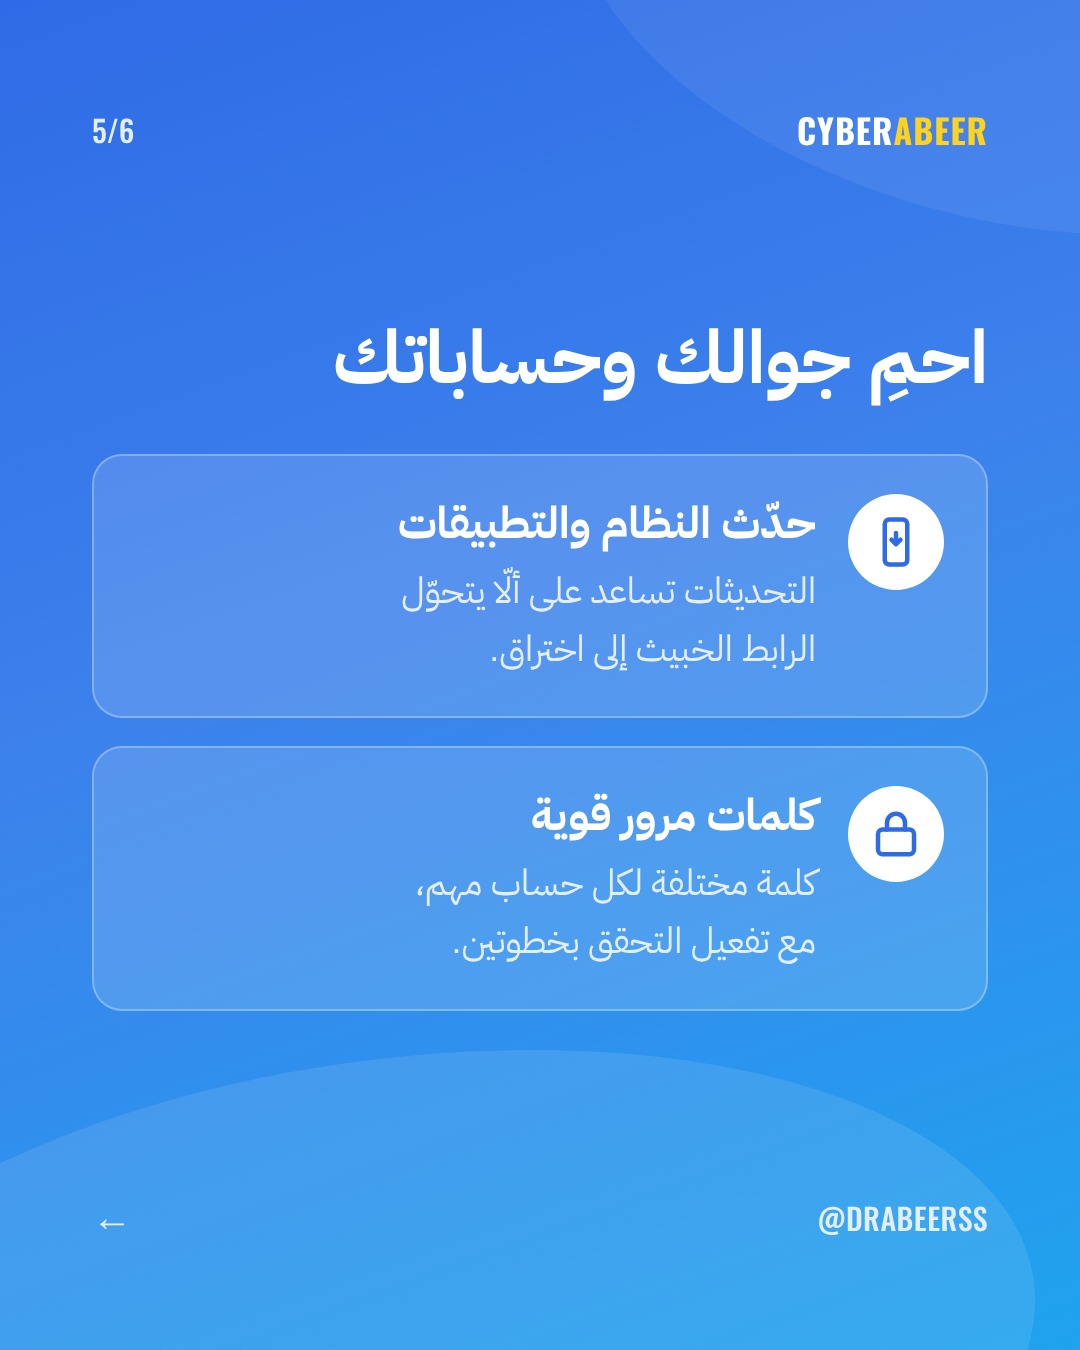 CYBERABEER
5/6
احمِ جوالك وحساباتك
حدّث النظام والتطبيقات
التحديثات تساعد على ألّا يتحوّل
الرابط الخبيث إلى اختراق.
كلمات مرور قوية
كلمة مختلفة لكل حساب مهم،
مع تفعيل التحقق بخطوتين.
@DRABEERSS
←